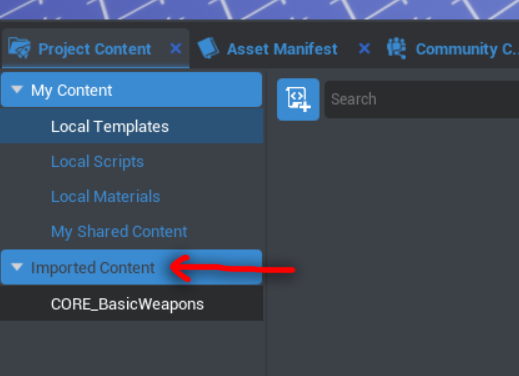 Project Content
Asset Manifest
Community C...
My Content
Search
Local Templates
Local Scripts
Local Materials
My Shared Content
Imported Content
CORE_BasicWeapons